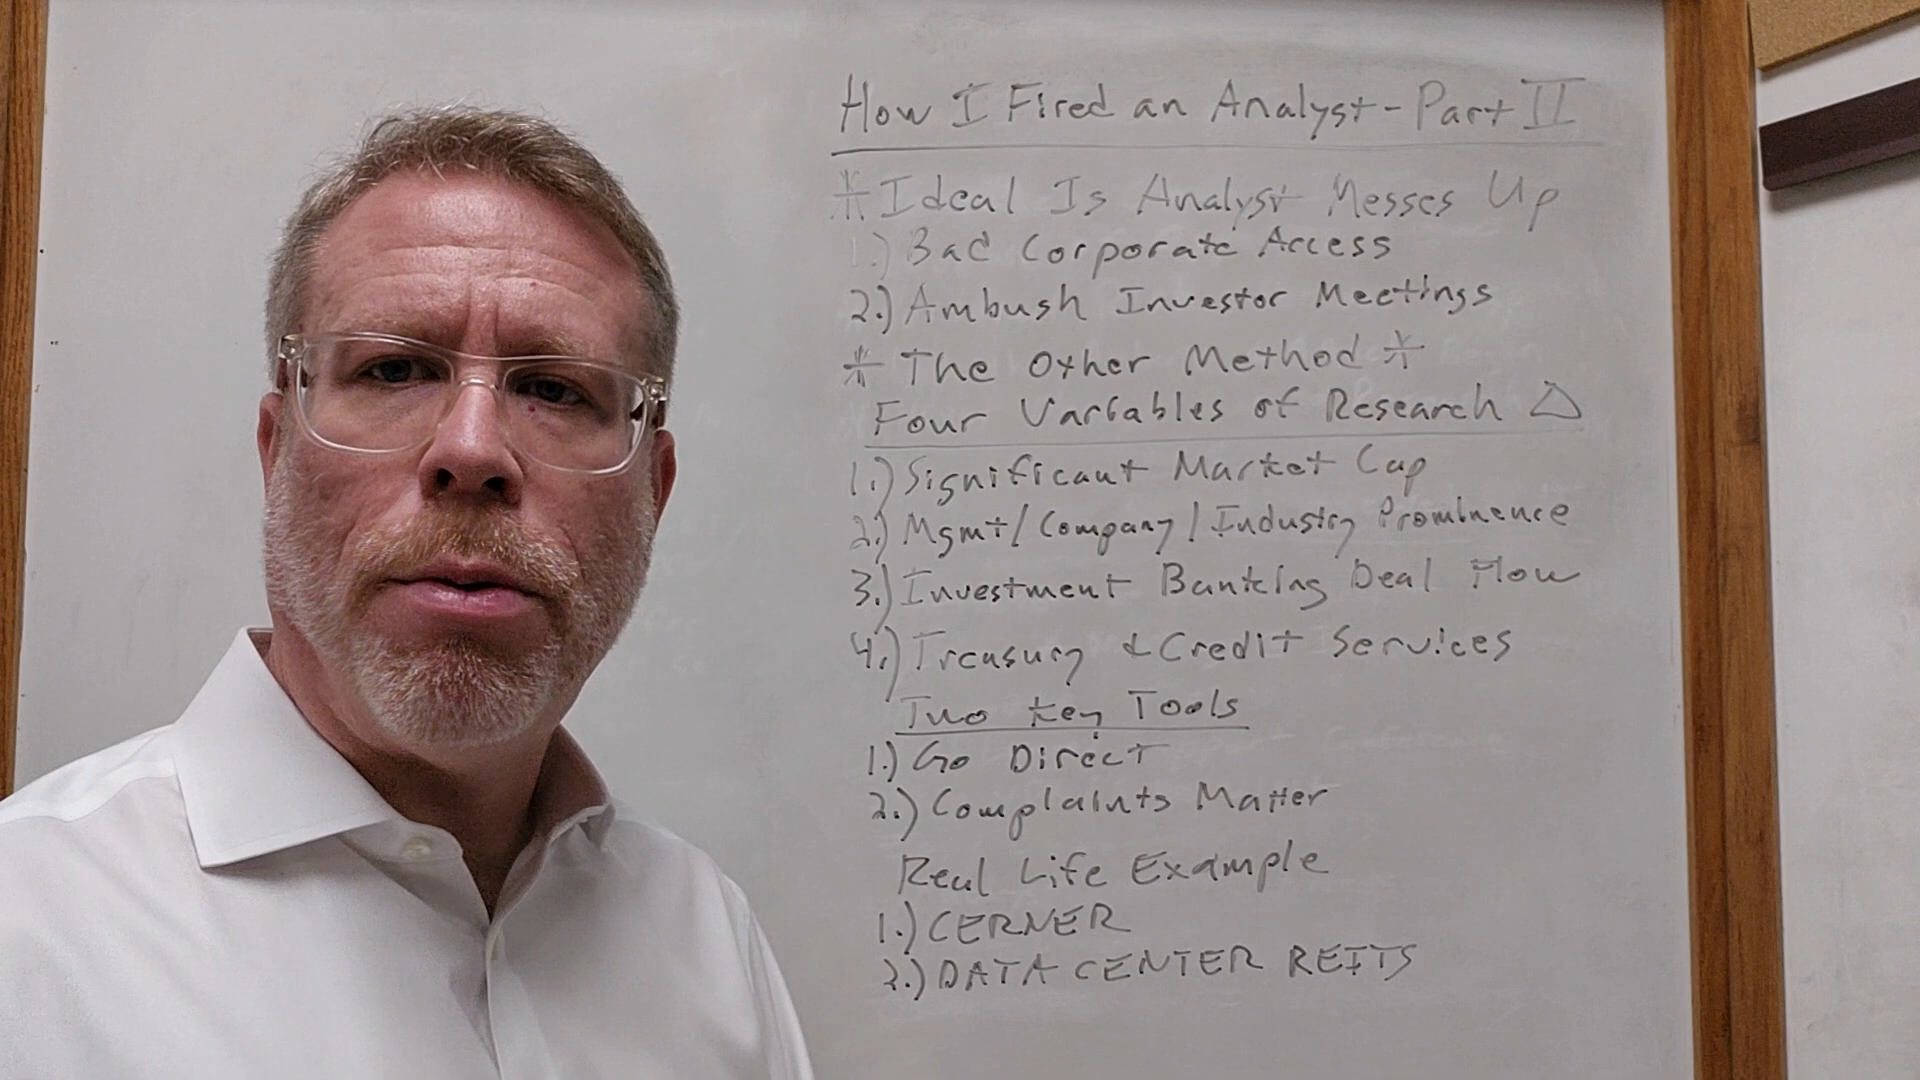 How I Fired an Analyst - Part II
* Ideal Is Analyst Messes Up
1.) Bad Corporate Access
2.) Ambush Investor Meetings
* The Other Method *
Four Variables of Research △
1.) Significant Market Cap
2.) Mgmt/Company/Industry Prominence
3.) Investment Banking Deal Flow
4.) Treasury & Credit Services
Two Key Tools
1.) Go Direct
2.) Complaints Matter
Real Life Example
1.) CERNER
2.) DATA CENTER REITS